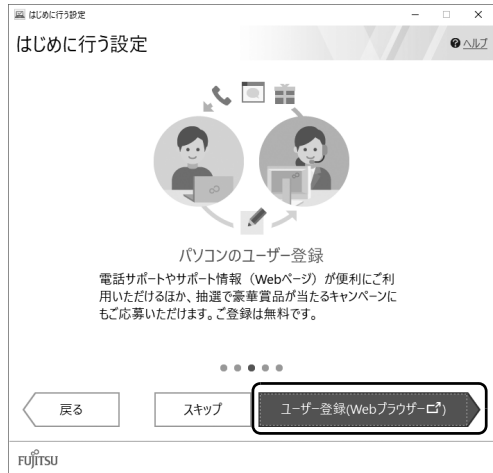 はじめに行う設定
はじめに行う設定
ヘルプ
パソコンのユーザー登録
電話サポートやサポート情報（Webページ）が便利にご利
用いただけるほか、抽選で豪華賞品が当たるキャンペーンに
もご応募いただけます。ご登録は無料です。
戻る
スキップ
ユーザー登録(Webブラウザー)
FUJITSU